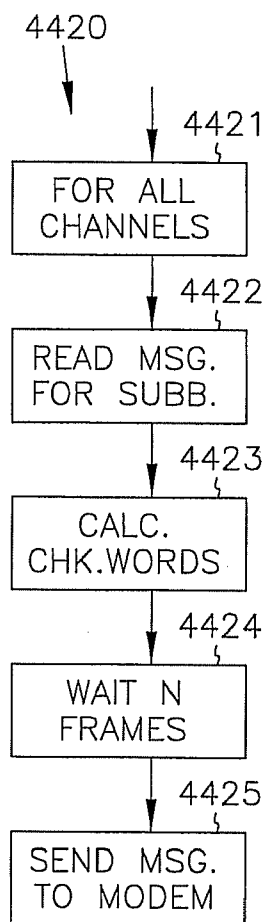 4420
4421
FOR ALL
CHANNELS
4422
READ MSG.
FOR SUBB.
4423
CALC.
CHK.WORDS
4424
WAIT N
FRAMES
4425
SEND MSG.
TO MODEM